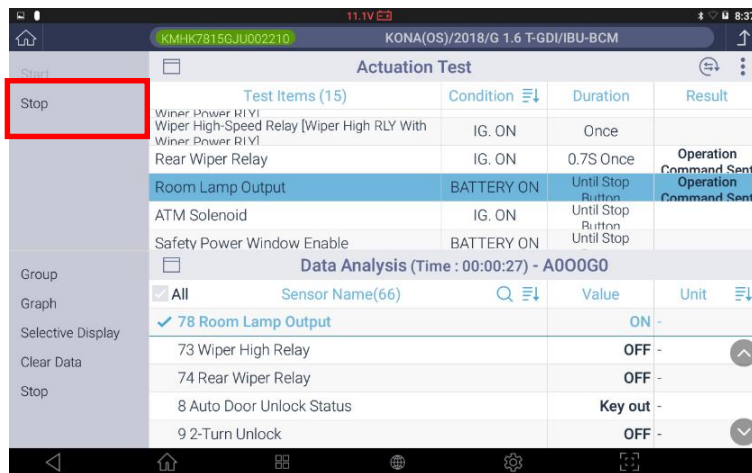 11.1V
8:37
KMHK7815GJU002210 KONA(OS)/2018/G 1.6 T-GDI/IBU-BCM
Start
Stop
Actuation Test
Test Items (15) Condition Duration Result
Wiper Power RLY]
Wiper High-Speed Relay [Wiper High RLY With
Wiper Power RLY]
IG. ON Once
Rear Wiper Relay IG. ON 0.7S Once Operation
Command Sent
Room Lamp Output BATTERY ON Until Stop
Button
Operation
Command Sent
ATM Solenoid IG. ON Until Stop
Button
Safety Power Window Enable BATTERY ON Until Stop
Group
Graph
Selective Display
Clear Data
Stop
Data Analysis (Time : 00:00:27) - A0O0G0
All Sensor Name(66) Value Unit
78 Room Lamp Output ON -
73 Wiper High Relay OFF -
74 Rear Wiper Relay OFF -
8 Auto Door Unlock Status Key out -
9 2-Turn Unlock OFF -